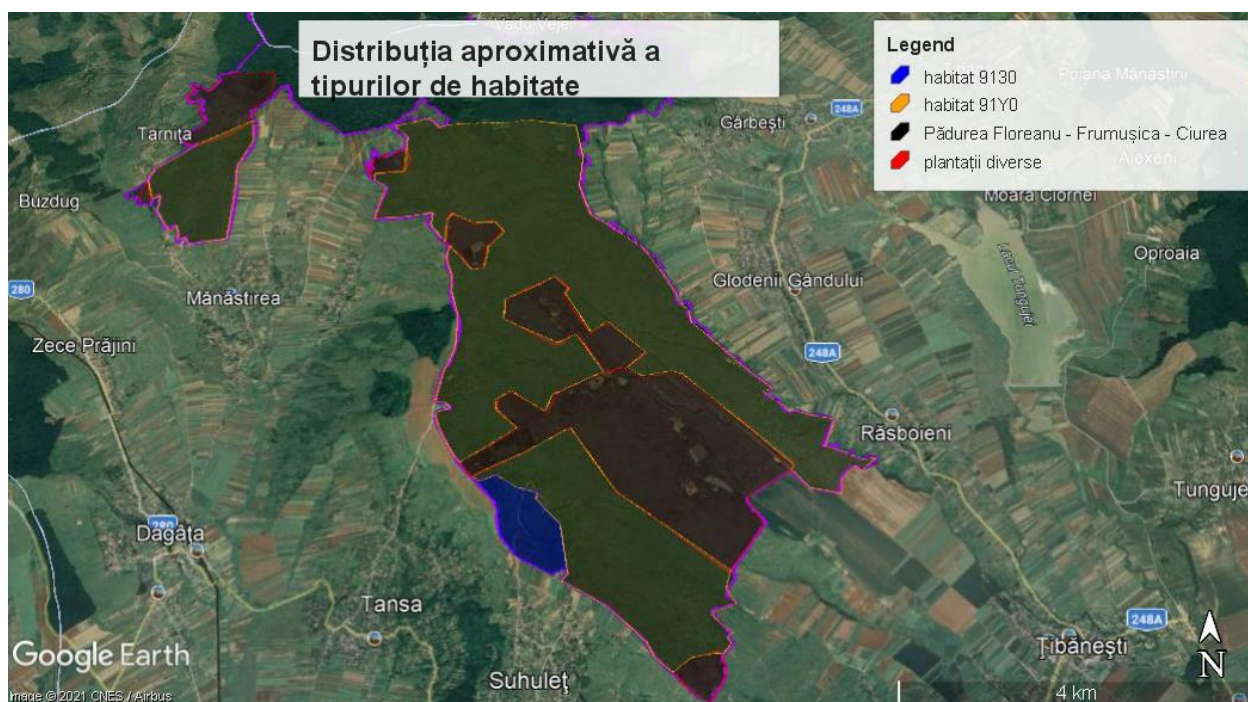 Vadu Vejei
Distribuția aproximativă a
tipurilor de habitate
Legend
habitat 9130
habitat 91Y0
Pădurea Floreanu - Frumușica - Ciurea
plantații diverse
Poiana Mănăstirii
Alexeni
248A
Gârbești
Tarnița
Buzdug
Moara Ciornei
Oproaia
Lacul Tungujei
Glodenii Gândului
280
Mănăstirea
Zece Prăjini
248A
Răsboieni
Tunguje
280
Dagâța
Tansa
248A
Țibănești
Google Earth
Suhuleț
N
4 km
Image © 2021 CNES / Airbus